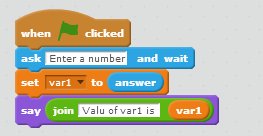 when clicked
ask Enter a number and wait
set var1 to answer
say join Valu of var1 is var1